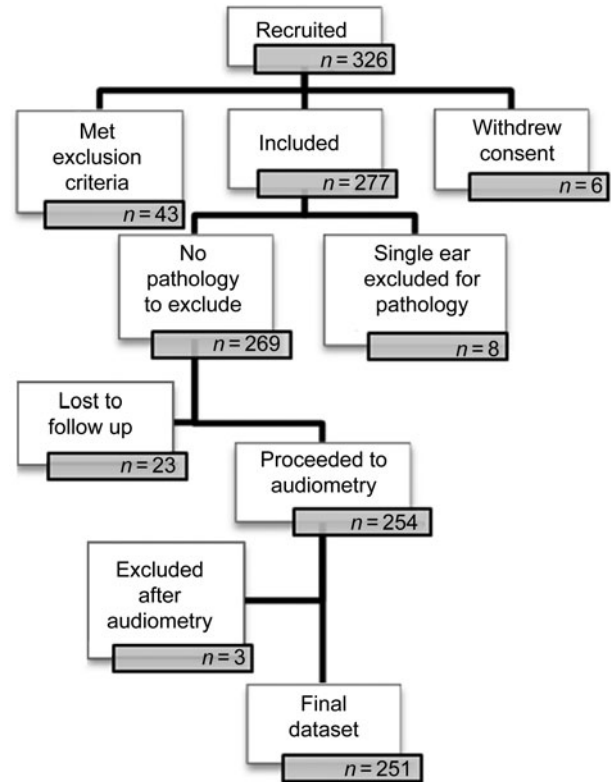 Recruited
n = 326
Met
exclusion
criteria
n = 43
Included
n = 277
Withdrew
consent
n = 6
No
pathology
to exclude
n = 269
Single ear
excluded for
pathology
n = 8
Lost to
follow up
n = 23
Proceeded to
audiometry
n = 254
Excluded
after
audiometry
n = 3
Final
dataset
n = 251